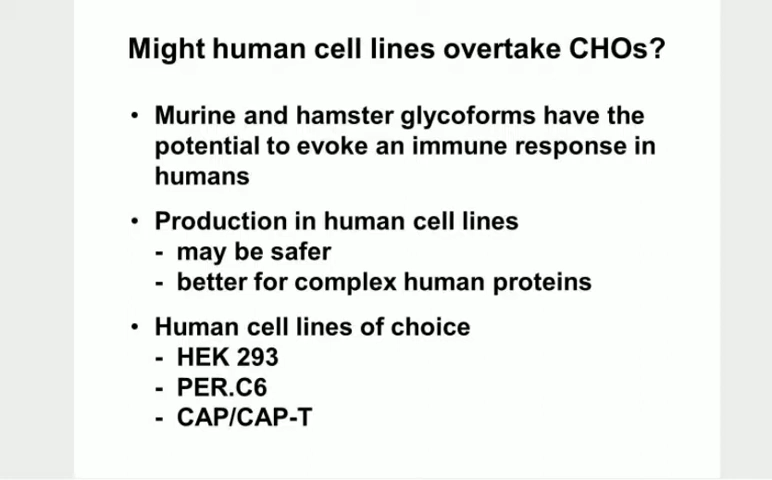 Might human cell lines overtake CHOs?
• Murine and hamster glycoforms have the
potential to evoke an immune response in
humans
• Production in human cell lines
- may be safer
- better for complex human proteins
• Human cell lines of choice
- HEK 293
- PER.C6
- CAP/CAP-T